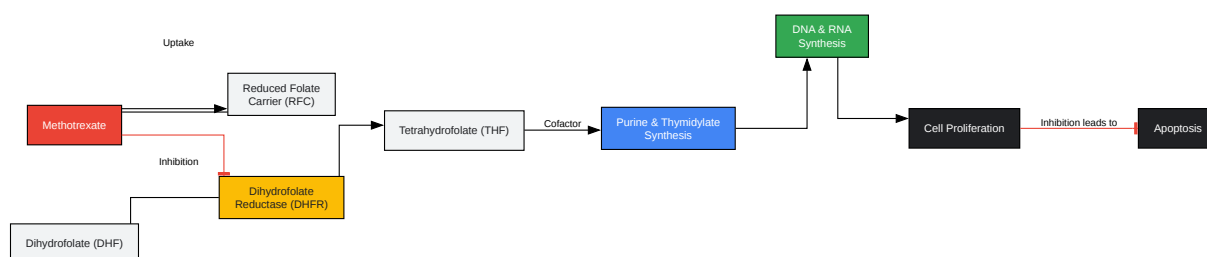 Uptake
Reduced Folate
Carrier (RFC)
Methotrexate
Inhibition
Dihydrofolate
Reductase (DHFR)
Dihydrofolate (DHF)
Tetrahydrofolate (THF)
Cofactor
Purine & Thymidylate
Synthesis
DNA & RNA
Synthesis
Cell Proliferation
Inhibition leads to
Apoptosis